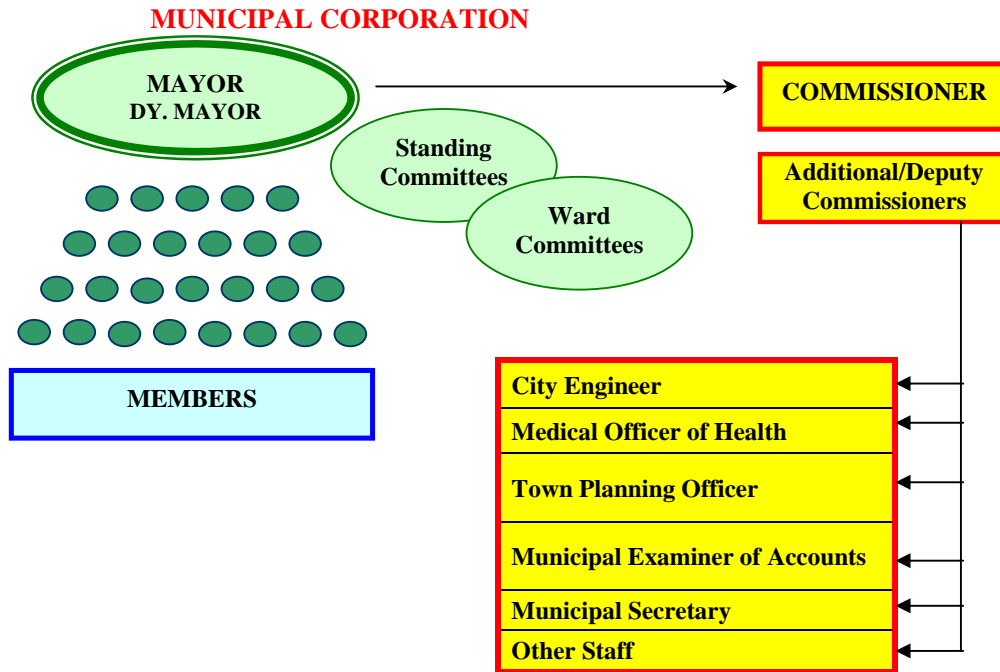 MUNICIPAL CORPORATION
MAYOR
DY. MAYOR
COMMISSIONER
Standing
Committees
Additional/Deputy
Commissioners
Ward
Committees
MEMBERS
City Engineer
Medical Officer of Health
Town Planning Officer
Municipal Examiner of Accounts
Municipal Secretary
Other Staff